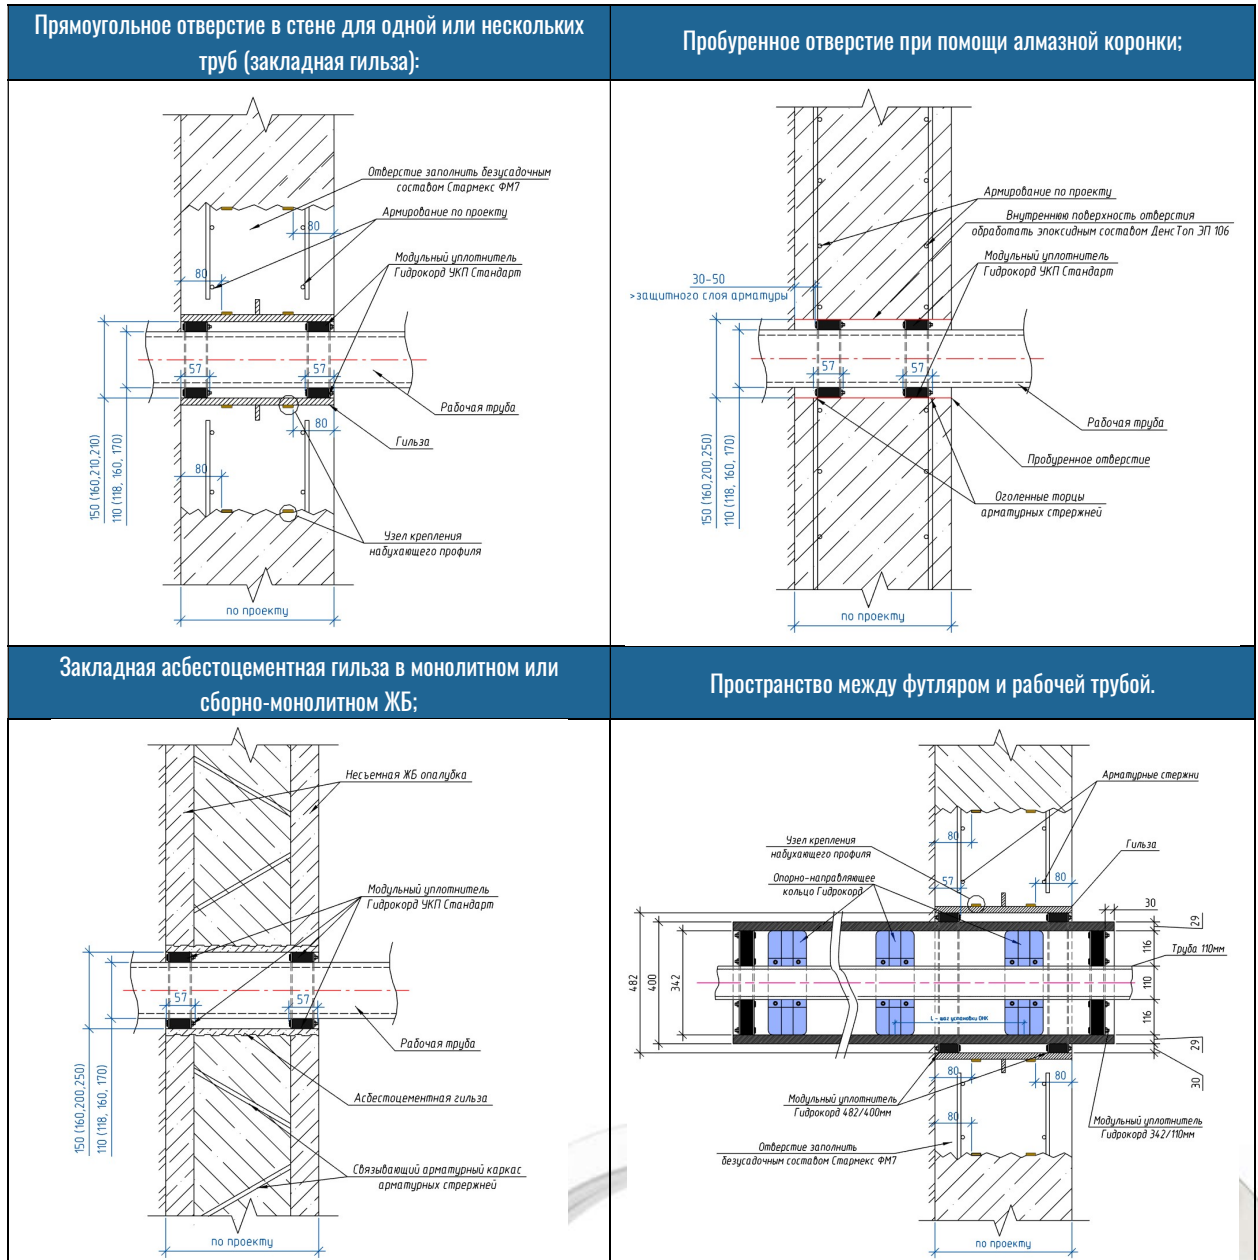 Прямоугольное отверстие в стене для одной или нескольких
труб (закладная гильза):
Отверстие заполнить безусадочным
составом Стармекс ФМ7
Армирование по проекту
80
Модульный уплотнитель
Гидрокорд УКП Стандарт
80
57
57
Рабочая труба
80
Гильза
80
150 (160,210,210)
110 (118, 160, 170)
Узел крепления
набухающего профиля
по проекту
Пробуренное отверстие при помощи алмазной коронки;
Армирование по проекту
Внутреннюю поверхность отверстия
обработать эпоксидным составом ДенсТоп ЭП 106
Модульный уплотнитель
Гидрокорд УКП Стандарт
30-50
>защитного слоя арматуры
57
57
Рабочая труба
Пробуренное отверстие
150 (160,200,250)
110 (118, 160, 170)
Оголенные торцы
арматурных стрержней
по проекту
Закладная асбестоцементная гильза в монолитном или
сборно-монолитном ЖБ;
Несъемная ЖБ опалубка
Модульный уплотнитель
Гидрокорд УКП Стандарт
57
57
Рабочая труба
150 (160,200,250)
110 (118, 160, 170)
Асбестоцементная гильза
Связывающий арматурный каркас
арматурных стрержней
по проекту
Пространство между футляром и рабочей трубой.
Арматурные стержни
Узел крепления
набухающего профиля
80
Гильза
Опорно-направляющее
кольцо Гидрокорд
57
80
30
29
116
Труба 110мм
482
400
342
110
L - шаг установки ОНК
116
29
30
80
80
Модульный уплотнитель
Гидрокорд 482/400мм
80
Модульный уплотнитель
Гидрокорд 342/110мм
Отверстие заполнить
безусадочным составом Стармекс ФМ7
по проекту